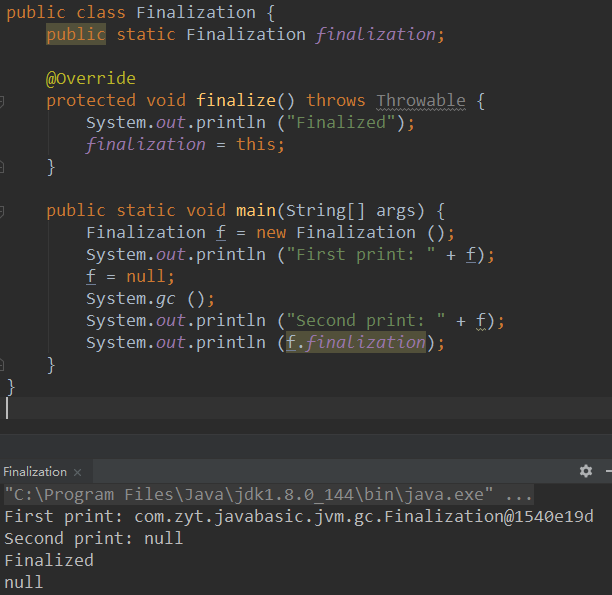 public class Finalization {
    public static Finalization finalization;
    @Override
    protected void finalize() throws Throwable {
        System.out.println ("Finalized");
        finalization = this;
    }
    public static void main(String[] args) {
        Finalization f = new Finalization ();
        System.out.println ("First print: " + f);
        f = null;
        System.gc ();
        System.out.println ("Second print: " + f);
        System.out.println (f.finalization);
    }
}
Finalization ×
"C:\Program Files\Java\jdk1.8.0_144\bin\java.exe" ...
First print: com.zyt.javabasic.jvm.gc.Finalization@1540e19d
Second print: null
Finalized
null